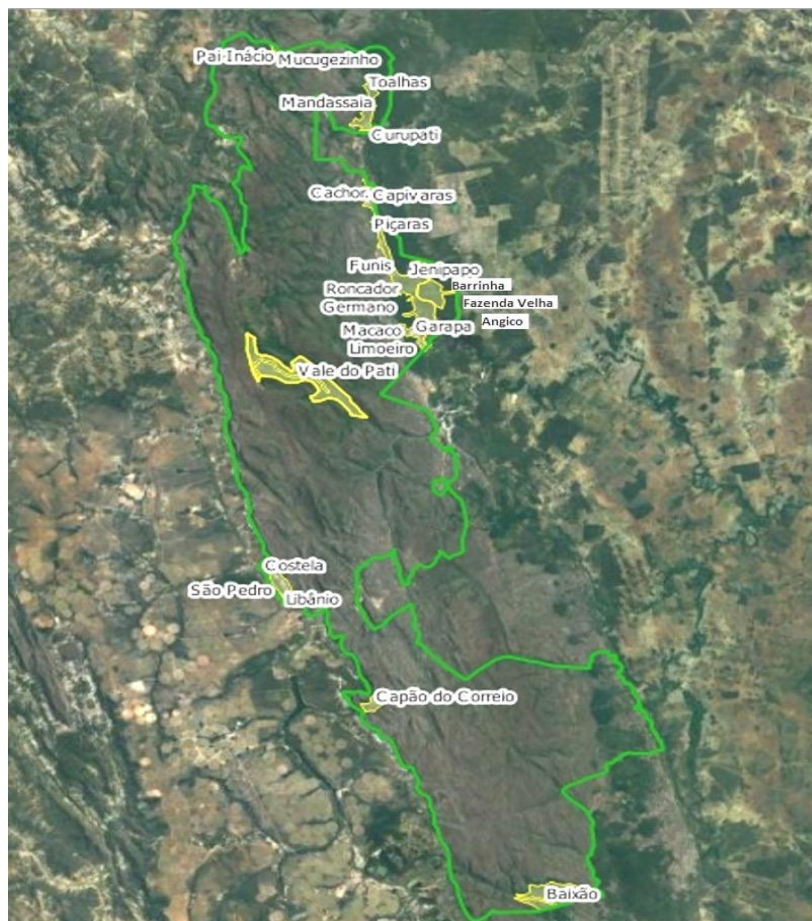 Pai Inácio
Mucugezinho
Toalhas
Mandassaia
Curupati
Cachor.
Capivaras
Piçaras
Funis
Jenipapo
Roncador
Barrinha
Fazenda Velha
Germano
Angico
Macaco
Garapa
Limoeiro
Vale do Pati
Costela
São Pedro
Libânio
Capão do Correio
Baixão